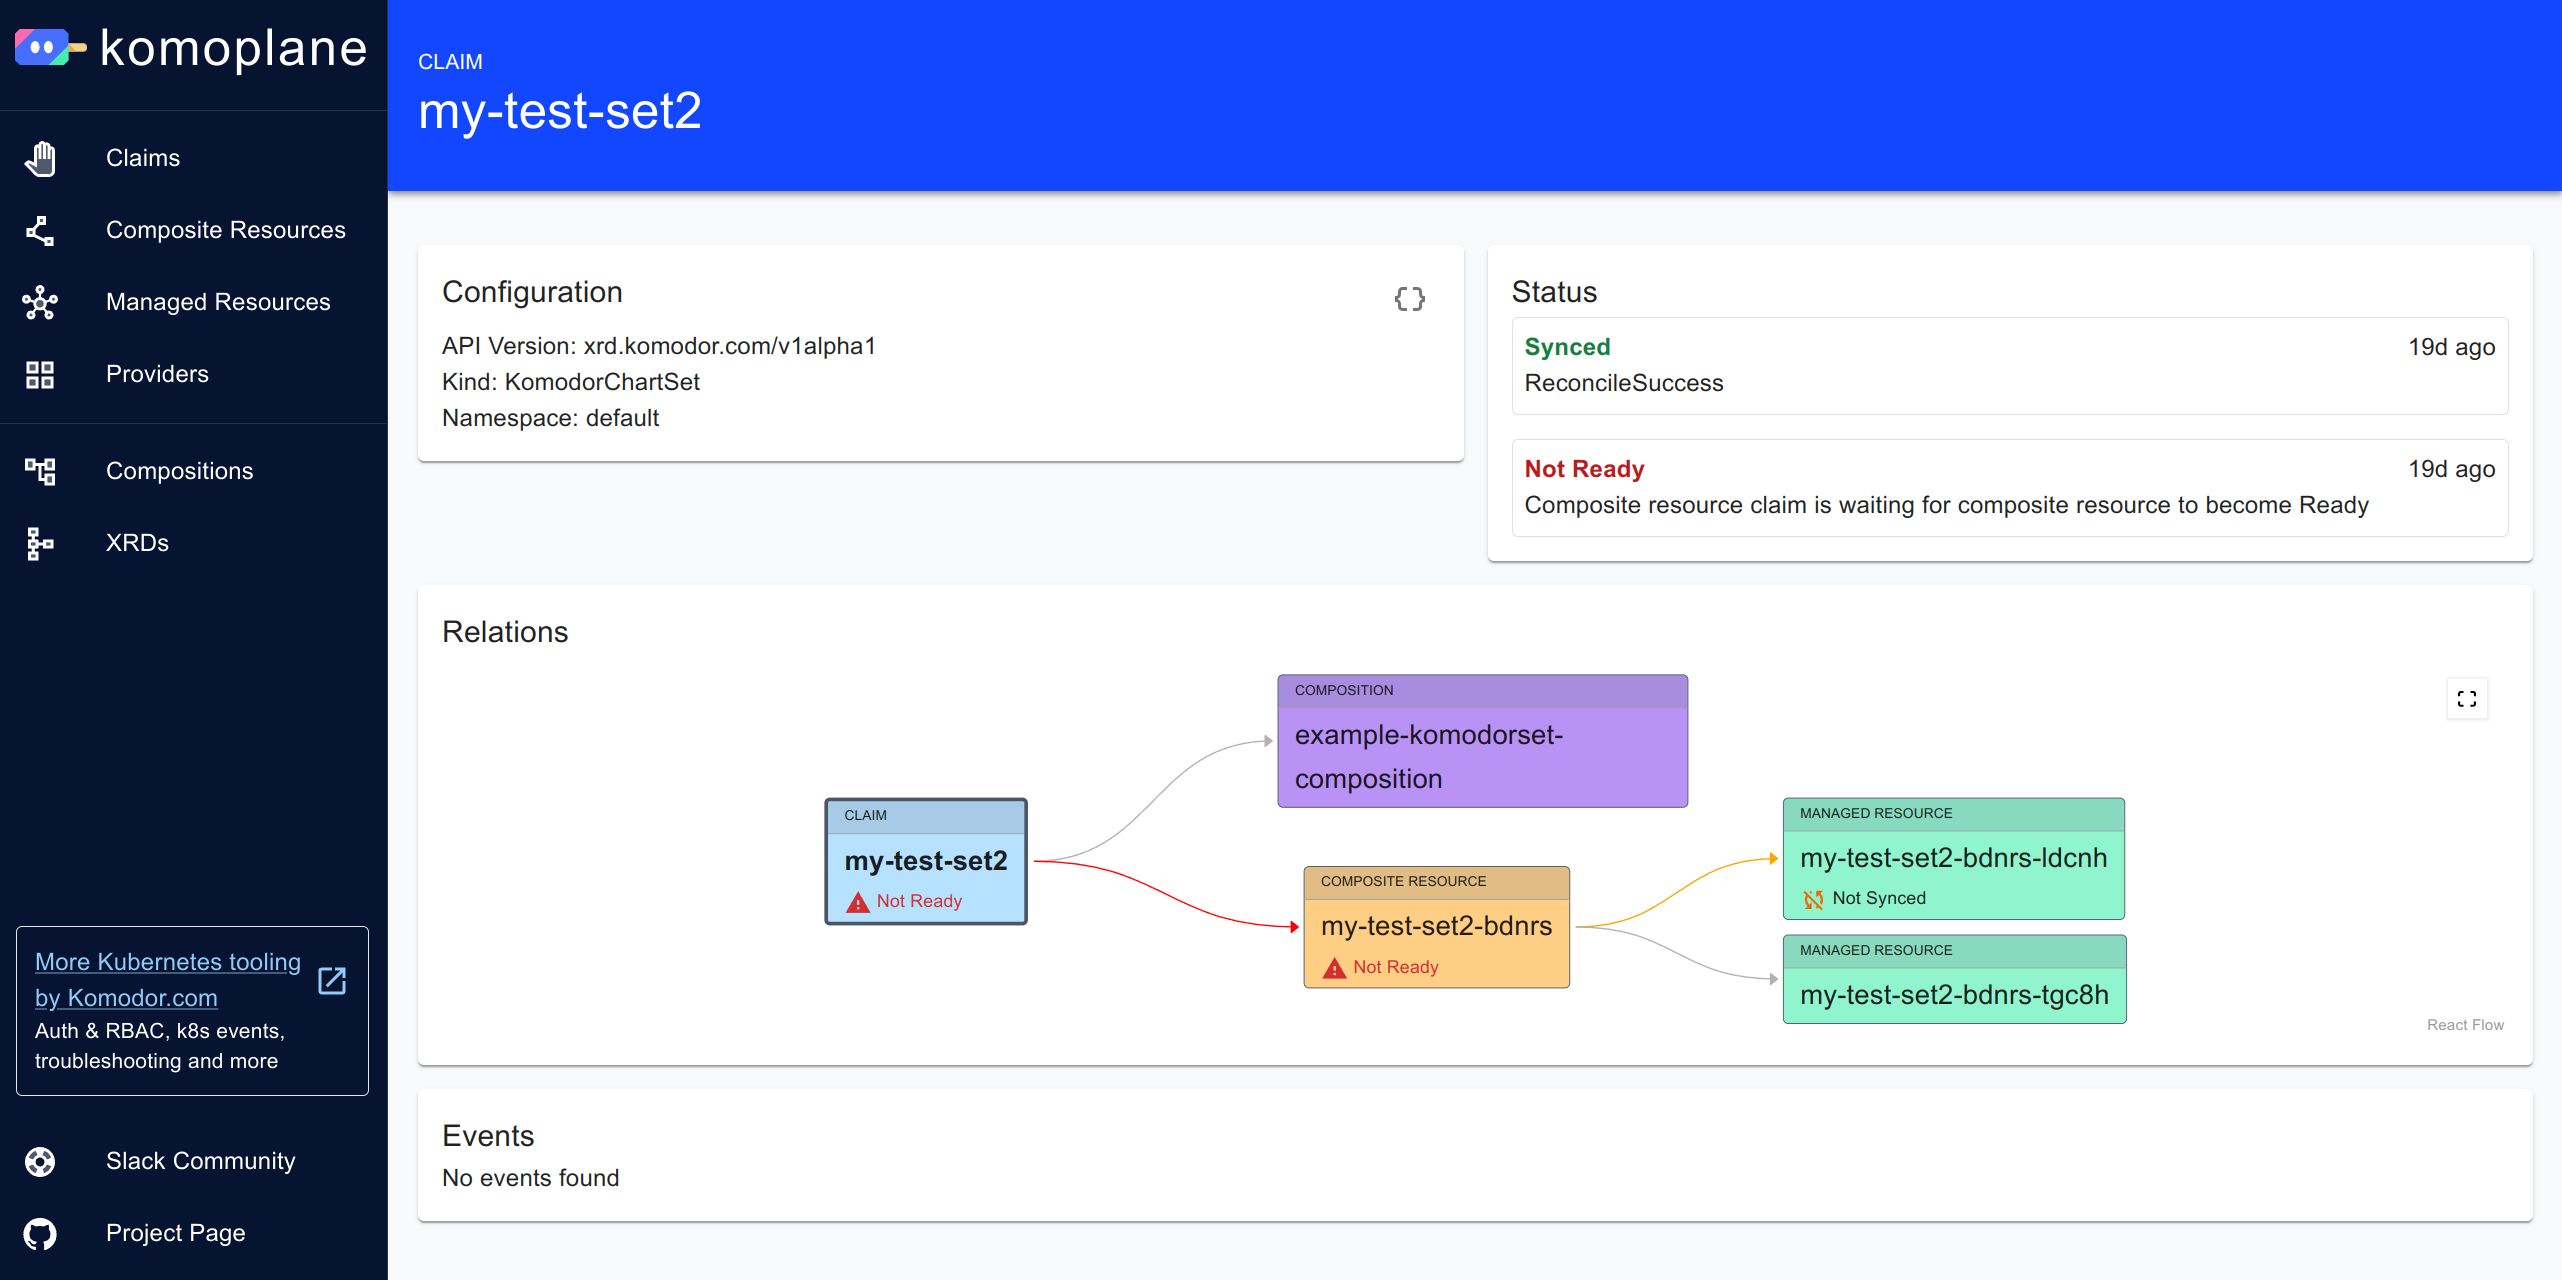 komoplane
Claims
Composite Resources
Managed Resources
Providers
Compositions
XRDs
More Kubernetes tooling
by Komodor.com
Auth & RBAC, k8s events,
troubleshooting and more
Slack Community
Project Page
CLAIM
my-test-set2
Configuration
API Version: xrd.komodor.com/v1alpha1
Kind: KomodorChartSet
Namespace: default
Status
Synced 19d ago
ReconcileSuccess
Not Ready 19d ago
Composite resource claim is waiting for composite resource to become Ready
Relations
CLAIM
my-test-set2
Not Ready
COMPOSITION
example-komodorset-
composition
COMPOSITE RESOURCE
my-test-set2-bdnrs
Not Ready
MANAGED RESOURCE
my-test-set2-bdnrs-ldcnh
Not Synced
MANAGED RESOURCE
my-test-set2-bdnrs-tgc8h
React Flow
Events
No events found